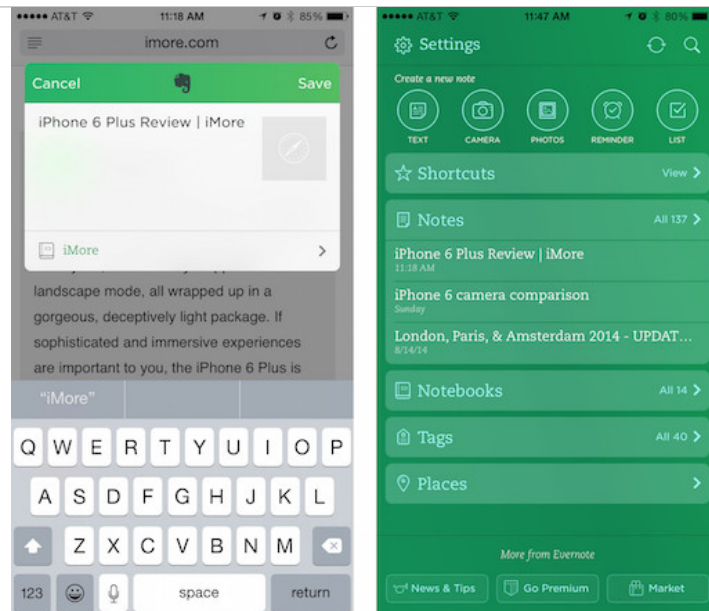 AT&T 11:18 AM 85%
imore.com
Cancel Save
iPhone 6 Plus Review | iMore
iMore
landscape mode, all wrapped up in a
gorgeous, deceptively light package. If
sophisticated and immersive experiences
are important to you, the iPhone 6 Plus is
"iMore"
Q W E R T Y U I O P
A S D F G H J K L
Z X C V B N M
123 space return
AT&T 11:47 AM 80%
Settings
Create a new note
TEXT CAMERA PHOTOS REMINDER LIST
Shortcuts View
Notes All 137
iPhone 6 Plus Review | iMore
11:18 AM
iPhone 6 camera comparison
Sunday
London, Paris, & Amsterdam 2014 - UPDAT...
8/14/14
Notebooks All 14
Tags All 40
Places
More from Evernote
News & Tips Go Premium Market